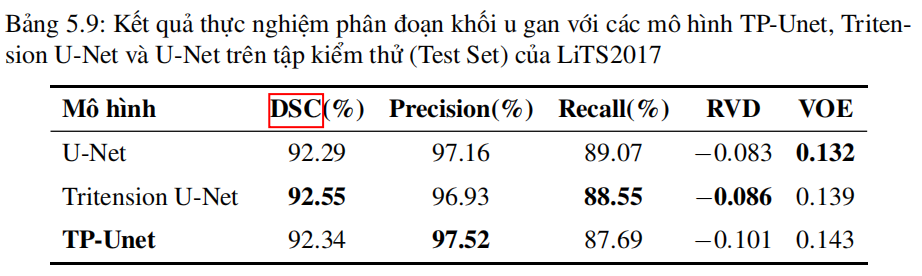 Bảng 5.9: Kết quả thực nghiệm phân đoạn khối u gan với các mô hình TP-Unet, Triten-
sion U-Net và U-Net trên tập kiểm thử (Test Set) của LiTS2017
Mô hình DSC(%) Precision(%) Recall(%) RVD VOE
U-Net 92.29 97.16 89.07 −0.083 0.132
Tritension U-Net 92.55 96.93 88.55 −0.086 0.139
TP-Unet 92.34 97.52 87.69 −0.101 0.143